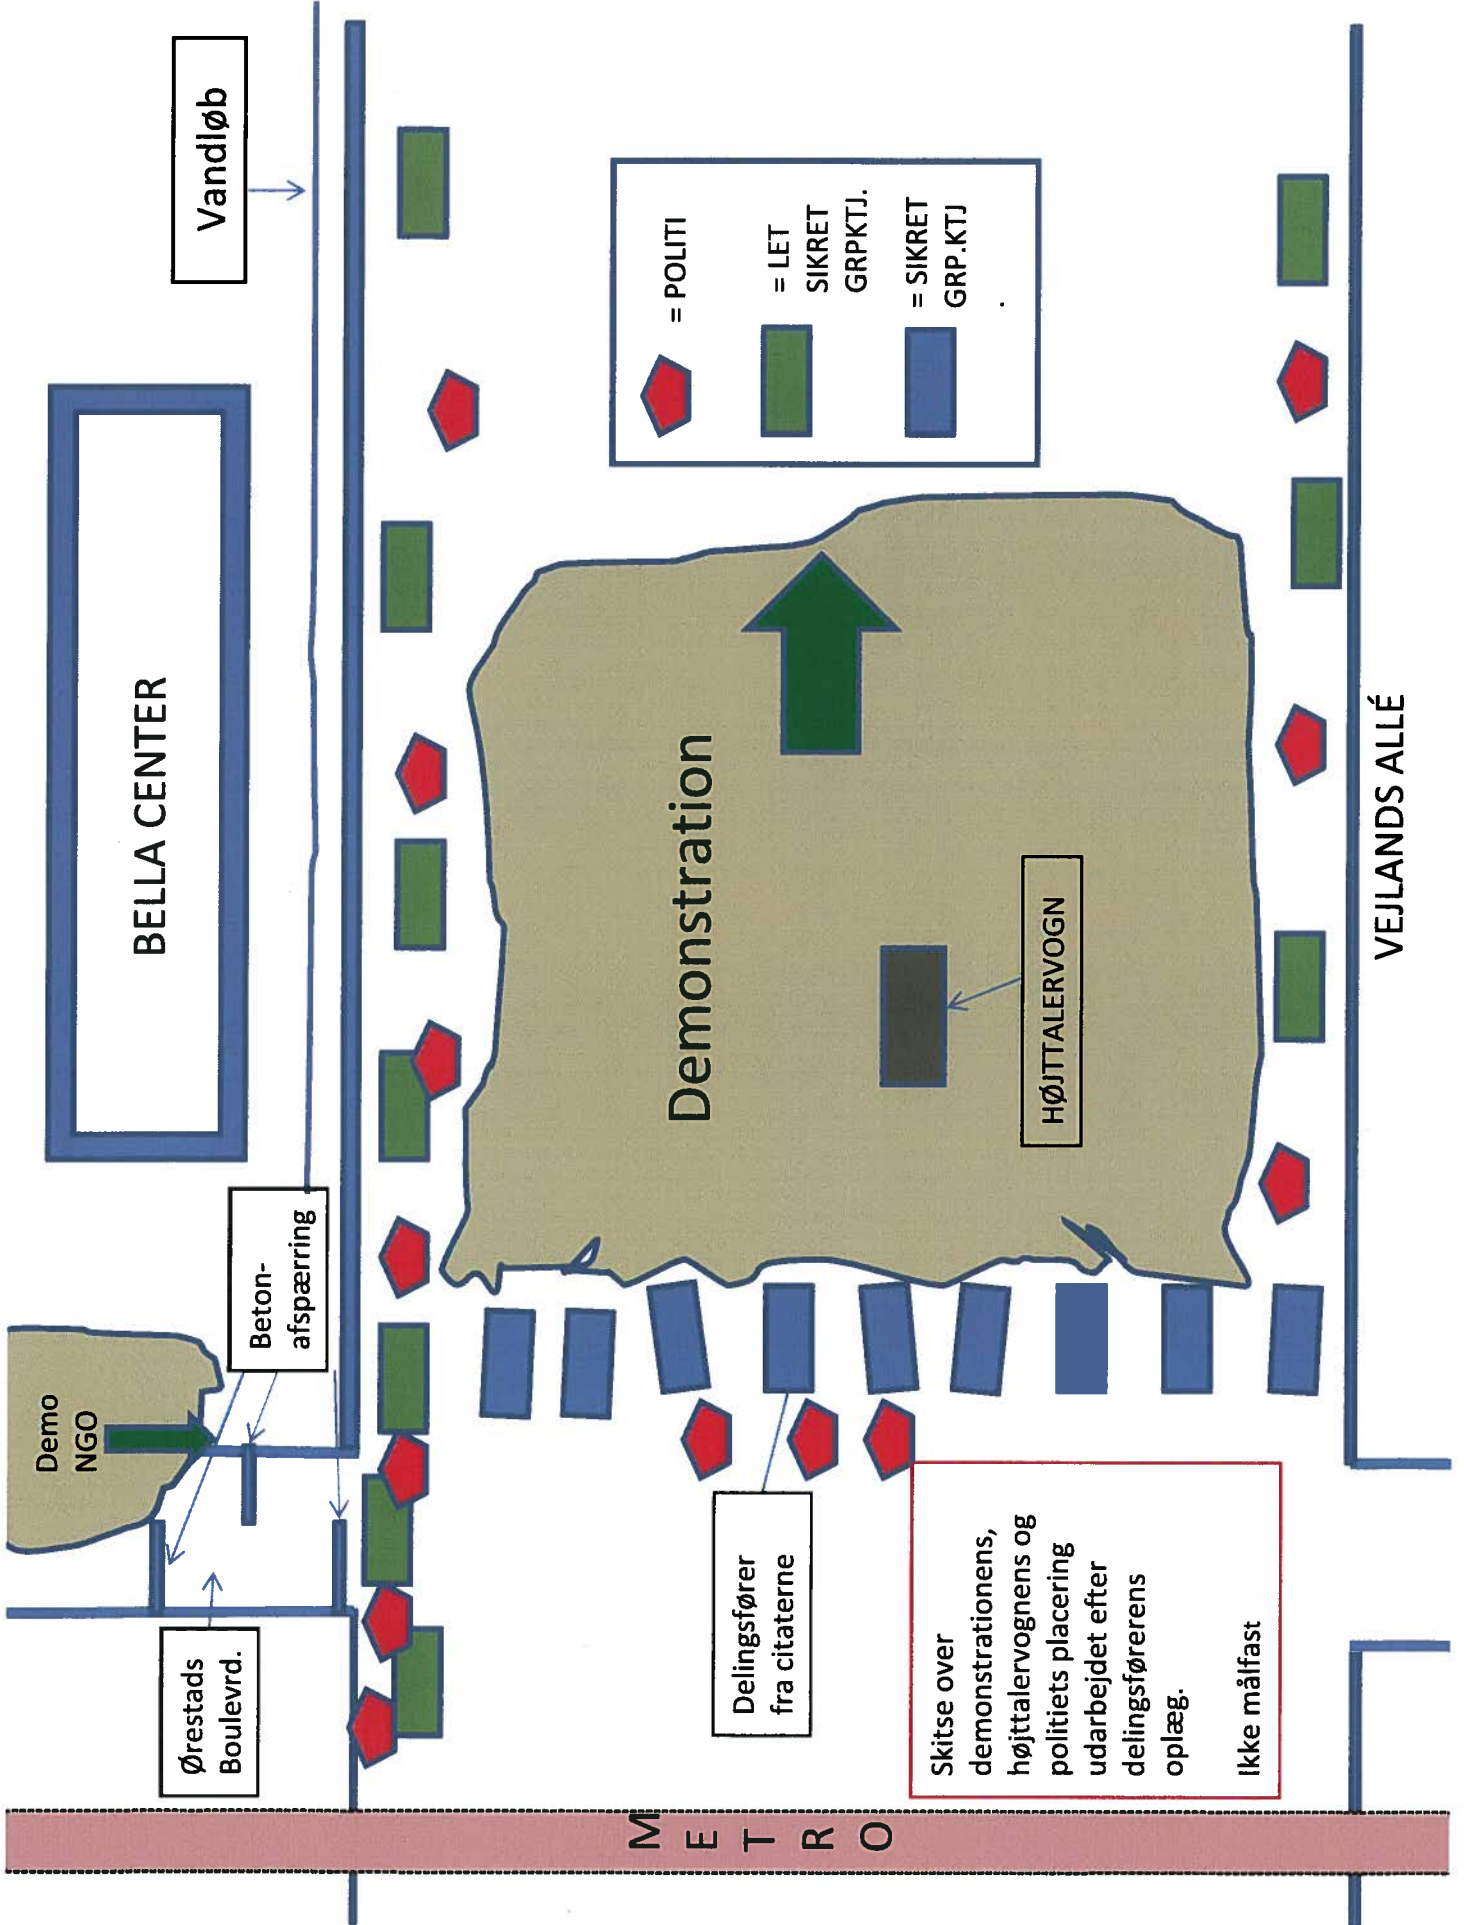 Vandløb
BELLA CENTER
Beton-
afspærring
Demo
NGO
Ørestads
Boulevrd.
= POLITI
= LET
SIKRET
GRPKTJ.
= SIKRET
GRP.KTJ
.
Demonstration
HØJTTALERVOGN
Delingsfører
fra citaterne
Skitse over
demonstrationens,
højttalervognens og
politiets placering
udarbejdet efter
delingsførerens
oplæg.
Ikke målfast
METRO
VEJLANDS ALLÉ